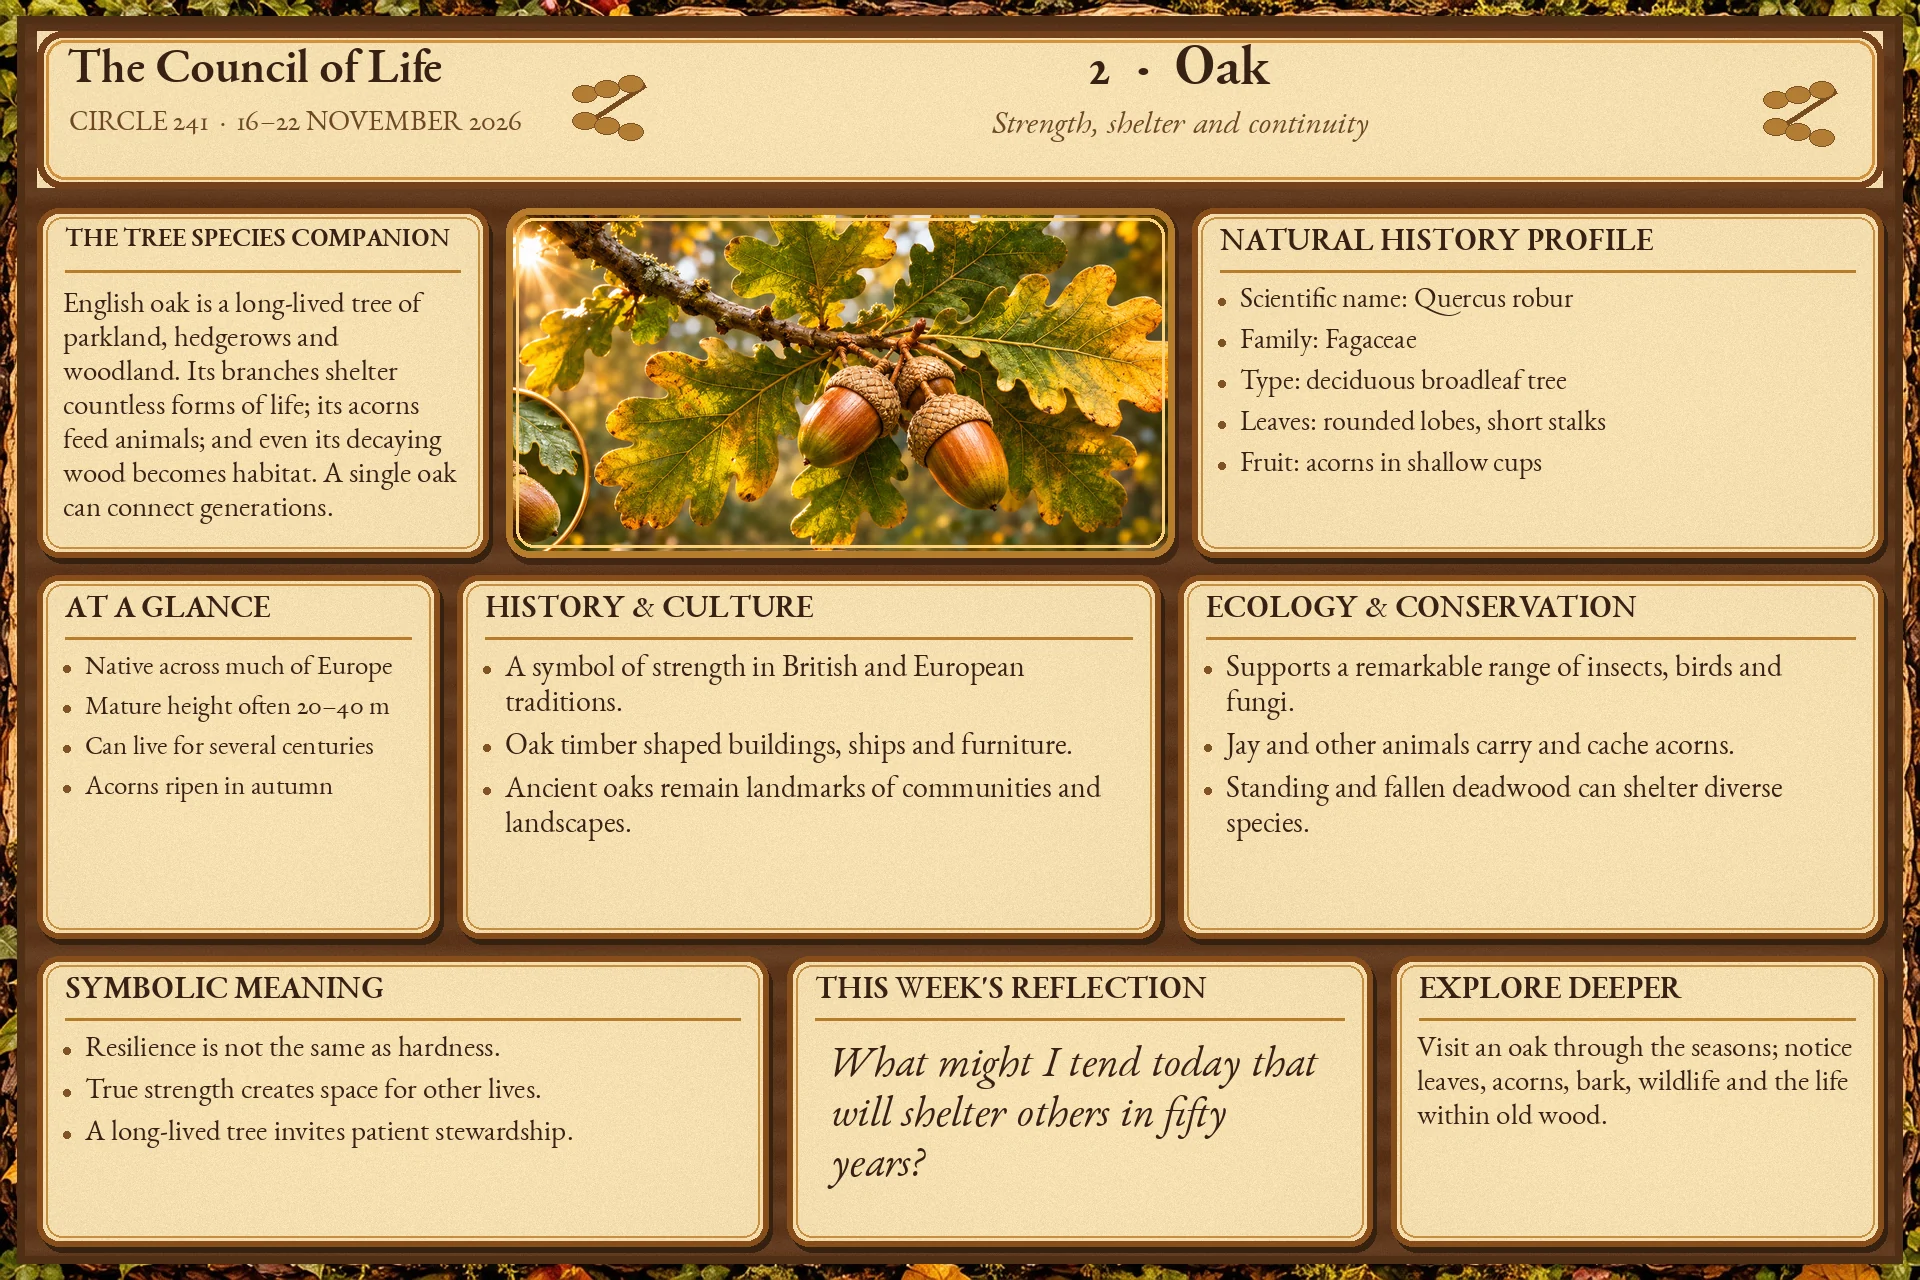 The Council of Life
CIRCLE 241 · 16–22 NOVEMBER 2026
2 · Oak
Strength, shelter and continuity
THE TREE SPECIES COMPANION
English oak is a long-lived tree of
parkland, hedgerows and
woodland. Its branches shelter
countless forms of life; its acorns
feed animals; and even its decaying
wood becomes habitat. A single oak
can connect generations.
NATURAL HISTORY PROFILE
• Scientific name: Quercus robur
• Family: Fagaceae
• Type: deciduous broadleaf tree
• Leaves: rounded lobes, short stalks
• Fruit: acorns in shallow cups
AT A GLANCE
• Native across much of Europe
• Mature height often 20–40 m
• Can live for several centuries
• Acorns ripen in autumn
HISTORY & CULTURE
• A symbol of strength in British and European
traditions.
• Oak timber shaped buildings, ships and furniture.
• Ancient oaks remain landmarks of communities and
landscapes.
ECOLOGY & CONSERVATION
• Supports a remarkable range of insects, birds and
fungi.
• Jay and other animals carry and cache acorns.
• Standing and fallen deadwood can shelter diverse
species.
SYMBOLIC MEANING
• Resilience is not the same as hardness.
• True strength creates space for other lives.
• A long-lived tree invites patient stewardship.
THIS WEEK'S REFLECTION
What might I tend today that
will shelter others in fifty
years?
EXPLORE DEEPER
Visit an oak through the seasons; notice
leaves, acorns, bark, wildlife and the life
within old wood.